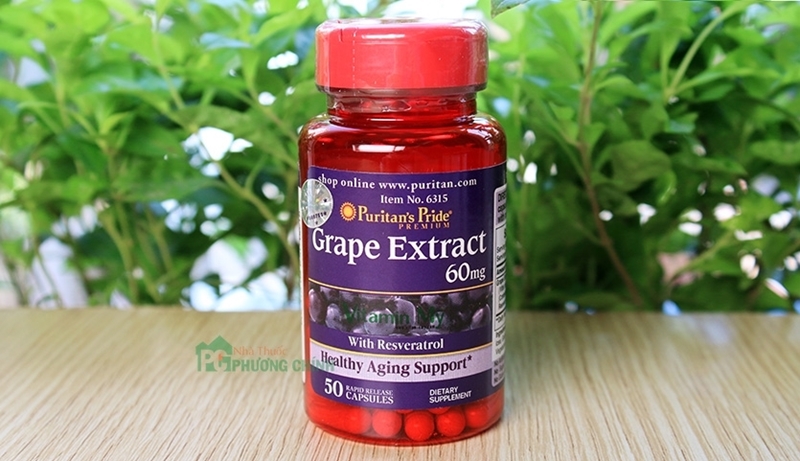 shop online www.puritan.com
Item No. 6315
Puritan's Pride®
PREMIUM
Grape Extract
60mg
With Resveratrol
Healthy Aging Support*
50 RAPID RELEASE
CAPSULES
DIETARY
SUPPLEMENT
PG
Nhà Thuốc
PHƯƠNG CHÍNH